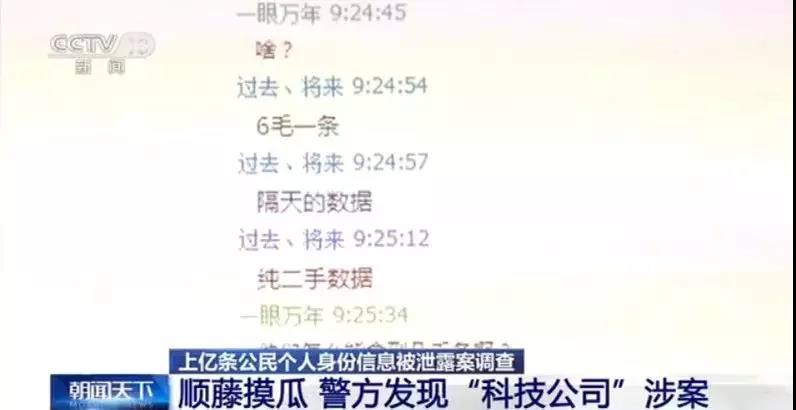 CCTV 13
新闻
一眼万年 9:24:45
啥？
过去、将来 9:24:54
6毛一条
过去、将来 9:24:57
隔天的数据
过去、将来 9:25:12
纯二手数据
一眼万年 9:25:34
上亿条公民个人身份信息被泄露案调查
朝闻天下
顺藤摸瓜 警方发现“科技公司”涉案